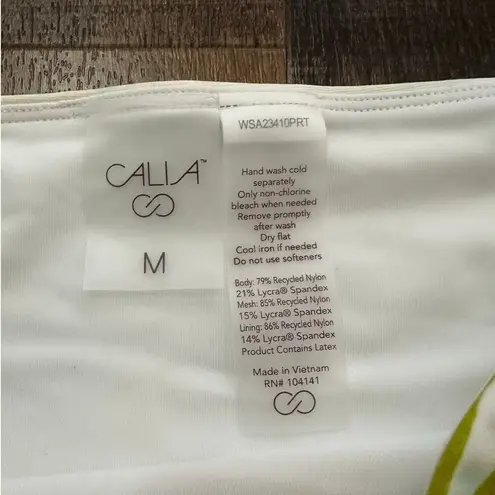 CALIA™
M
WSA23410PRT
Hand wash cold
separately
Only non-chlorine
bleach when needed
Remove promptly
after wash
Dry flat
Cool iron if needed
Do not use softeners
Body: 79% Recycled Nylon
21% Lycra® Spandex
Mesh: 85% Recycled Nylon
15% Lycra® Spandex
Lining: 86% Recycled Nylon
14% Lycra® Spandex
Product Contains Latex
Made in Vietnam
RN# 104141